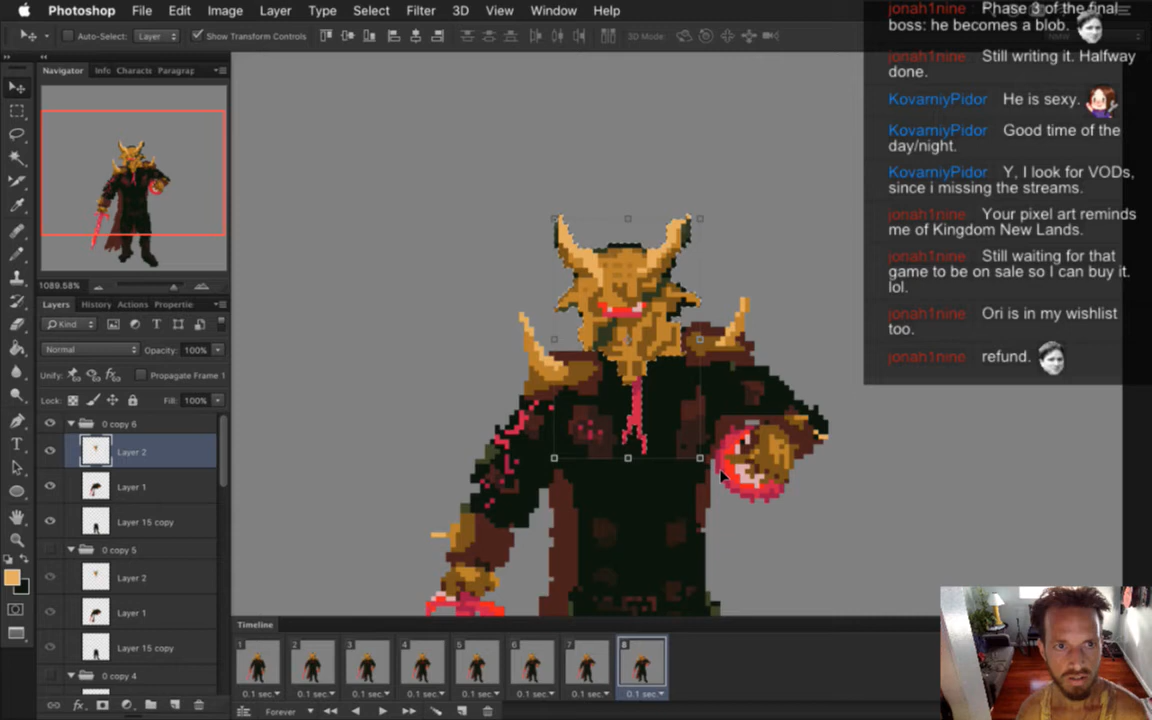 Photoshop File Edit Image Layer Type Select Filter 3D View Window Help
Auto-Select: Layer Show Transform Controls 3D Mode:
Navigator Info Characte Paragrap
1089.58%
Layers History Actions Propertie
Kind
Normal Opacity: 100%
Unify: Propagate Frame 1
Lock: Fill: 100%
0 copy 6
Layer 2
Layer 1
Layer 15 copy
0 copy 5
Layer 2
Layer 1
Layer 15 copy
0 copy 4
T
Timeline
1 2 3 4 5 6 7 8
0.1 sec. 0.1 sec. 0.1 sec. 0.1 sec. 0.1 sec. 0.1 sec. 0.1 sec. 0.1 sec.
Forever
jonah1nine Phase 3 of the final
boss: he becomes a blob.
jonah1nine Still writing it. Halfway
done.
KovarniyPidor He is sexy.
KovarniyPidor Good time of the
day/night.
KovarniyPidor Y, I look for VODs,
since i missing the streams.
jonah1nine Your pixel art reminds
me of Kingdom New Lands.
jonah1nine Still waiting for that
game to be on sale so I can buy it.
lol.
jonah1nine Ori is in my wishlist
too.
jonah1nine refund.